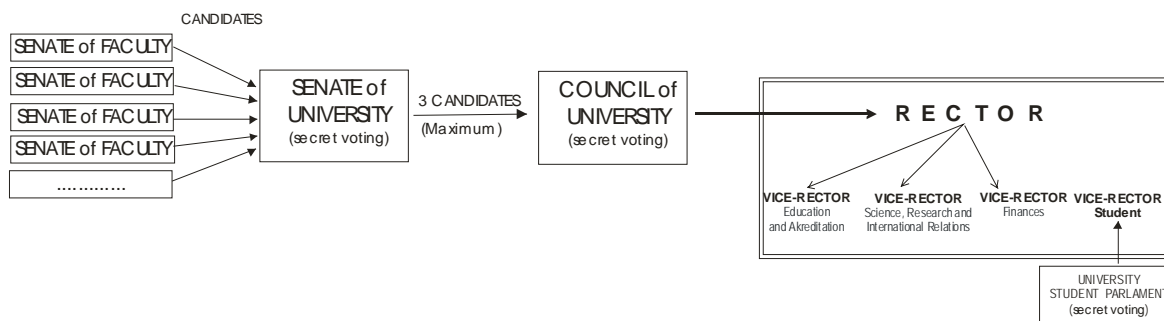 CANDIDATES
SENATE of FACULTY
SENATE of FACULTY
SENATE of FACULTY
SENATE of FACULTY
............
SENATE of
UNIVERSITY
(secret voting)
3 CANDIDATES
(Maximum)
COUNCIL of
UNIVERSITY
(secret voting)
RECTOR
VICE-RECTOR
Education
and Akreditation
VICE-RECTOR
Science, Research and
International Relations
VICE-RECTOR
Finances
VICE-RECTOR
Student
UNIVERSITY
STUDENT PARLAMENT
(secret voting)